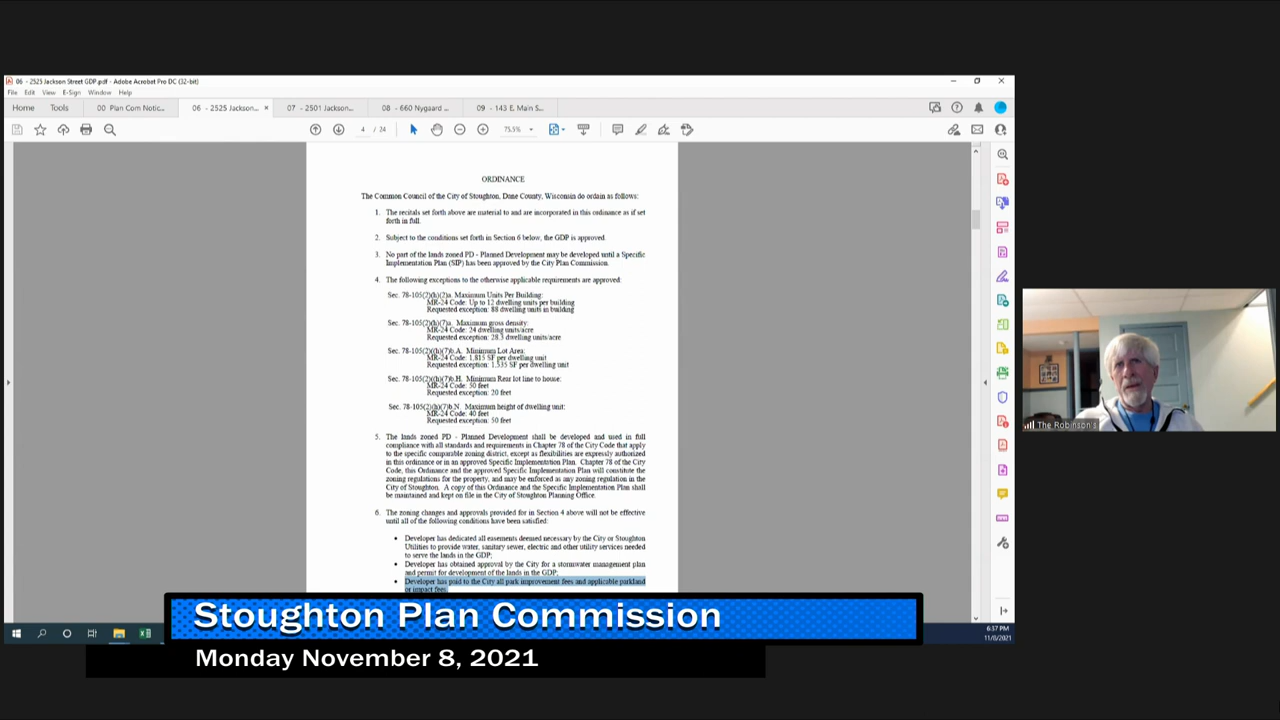 06 - 2525 Jackson Street GDP.pdf - Adobe Acrobat Pro DC (32-bit)
File Edit View E-Sign Window Help
Home Tools 00 Plan Com Notic... 06 - 2525 Jackson... × 07 - 2501 Jackson... 08 - 660 Nygaard ... 09 - 143 E. Main S...
4 / 24 75.5%
ORDINANCE
The Common Council of the City of Stoughton, Dane County, Wisconsin do ordain as follows:
1. The recitals set forth above are material to and are incorporated in this ordinance as if set
forth in full.
2. Subject to the conditions set forth in Section 6 below, the GDP is approved.
3. No part of the lands zoned PD - Planned Development may be developed until a Specific
Implementation Plan (SIP) has been approved by the City Plan Commission.
4. The following exceptions to the otherwise applicable requirements are approved:
Sec. 78-105(2)(h)(2)a. Maximum Units Per Building:
MR-24 Code: Up to 12 dwelling units per building
Requested exception: 88 dwelling units in building
Sec. 78-105(2)(h)(7)a. Maximum gross density:
MR-24 Code: 24 dwelling units/acre
Requested exception: 28.3 dwelling units/acre
Sec. 78-105(2)(h)(7)b.A. Minimum Lot Area:
MR-24 Code: 1,815 SF per dwelling unit
Requested exception: 1,535 SF per dwelling unit
Sec. 78-105(2)(h)(7)b.H. Minimum Rear lot line to house:
MR-24 Code: 50 feet
Requested exception: 20 feet
Sec. 78-105(2)(h)(7)b.N. Maximum height of dwelling unit:
MR-24 Code: 40 feet
Requested exception: 50 feet
5. The lands zoned PD - Planned Development shall be developed and used in full
compliance with all standards and requirements in Chapter 78 of the City Code that apply
to the specific comparable zoning district, except as flexibilities are expressly authorized
in this ordinance or in an approved Specific Implementation Plan. Chapter 78 of the City
Code, this Ordinance and the approved Specific Implementation Plan will constitute the
zoning regulations for the property, and may be enforced as any zoning regulation in the
City of Stoughton. A copy of this Ordinance and the Specific Implementation Plan shall
be maintained and kept on file in the City of Stoughton Planning Office.
6. The zoning changes and approvals provided for in Section 4 above will not be effective
until all of the following conditions have been satisfied:
• Developer has dedicated all easements deemed necessary by the City or Stoughton
Utilities to provide water, sanitary sewer, electric and other utility services needed
to serve the lands in the GDP;
• Developer has obtained approval by the City for a stormwater management plan
and permit for development of the lands in the GDP;
• Developer has paid to the City all park improvement fees and applicable parkland
or impact fees.
The Robinson's
6:57 PM
11/8/2021
Stoughton Plan Commission
Monday November 8, 2021